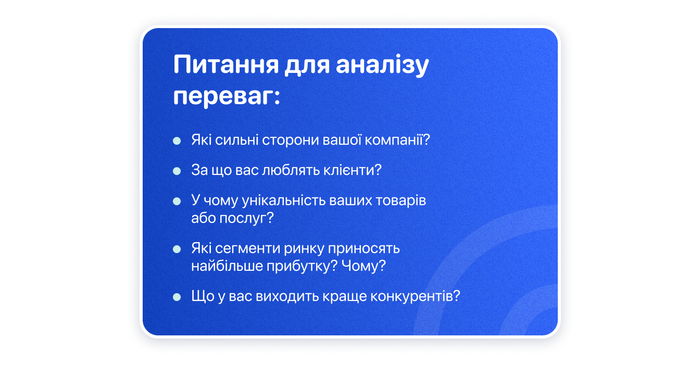 Питання для аналізу
переваг:
Які сильні сторони вашої компанії?
За що вас люблять клієнти?
У чому унікальність ваших товарів
або послуг?
Які сегменти ринку приносять
найбільше прибутку? Чому?
Що у вас виходить краще конкурентів?